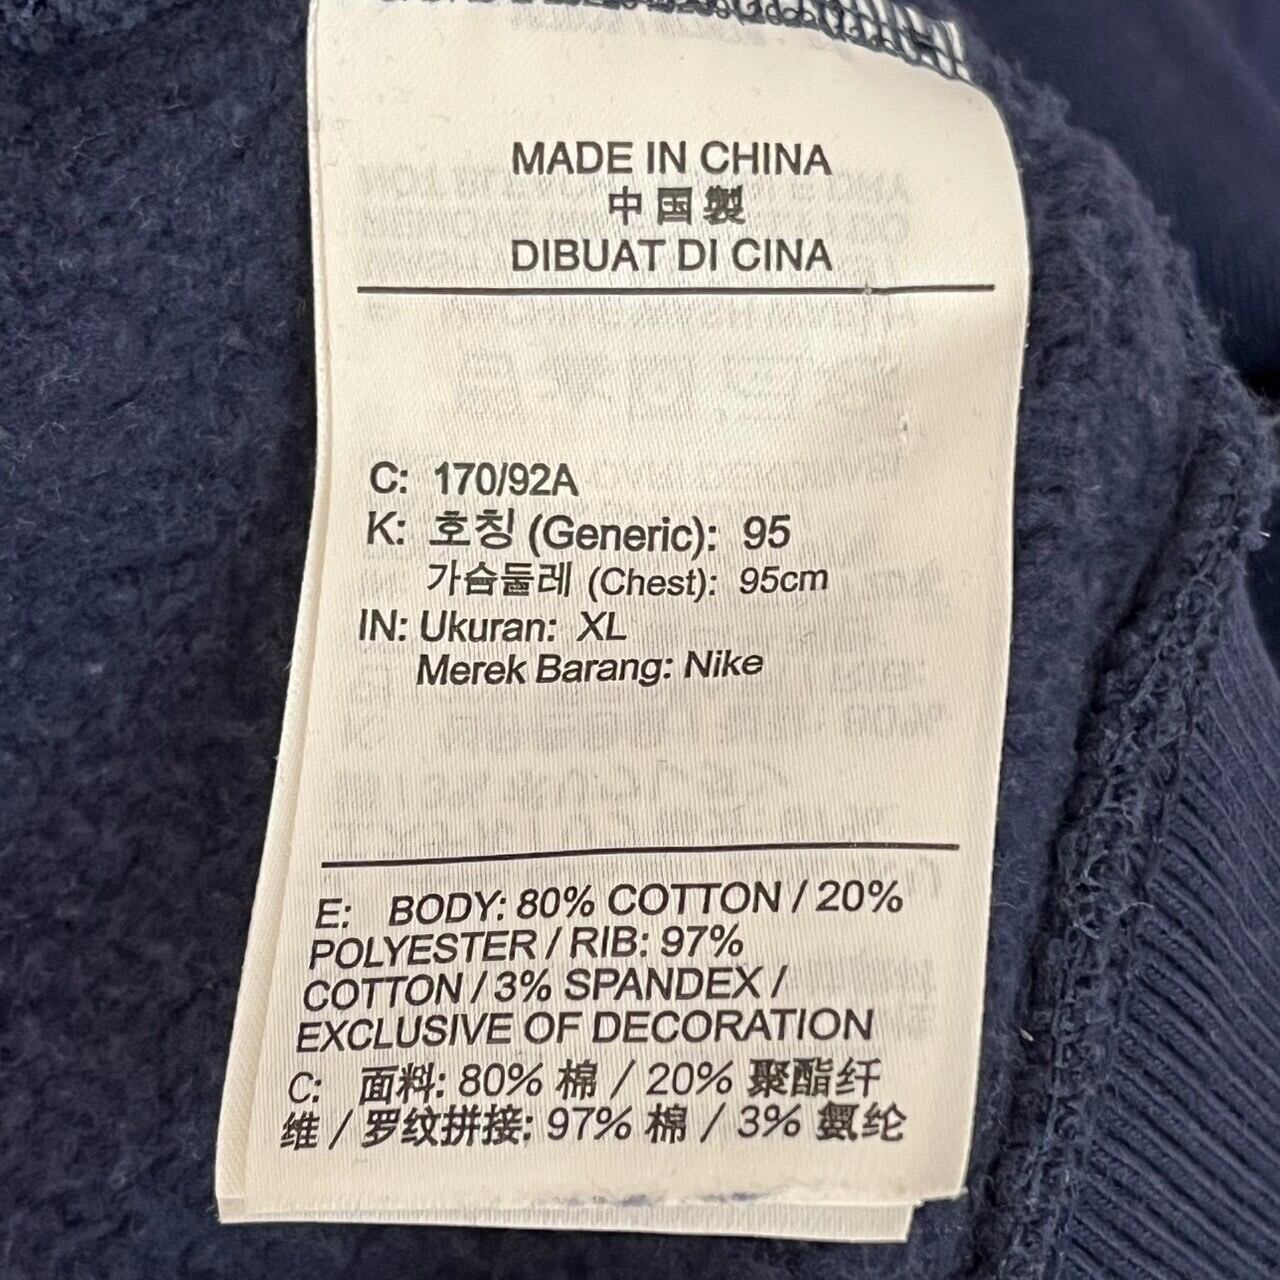 MADE IN CHINA
中国製
DIBUAT DI CINA
C: 170/92A
K: 호칭 (Generic): 95
가슴둘레 (Chest): 95cm
IN: Ukuran: XL
Merek Barang: Nike
E: BODY: 80% COTTON / 20%
POLYESTER / RIB: 97%
COTTON / 3% SPANDEX /
EXCLUSIVE OF DECORATION
C: 面料: 80% 棉 / 20% 聚酯纤
维 / 罗纹拼接: 97% 棉 / 3% 氨纶